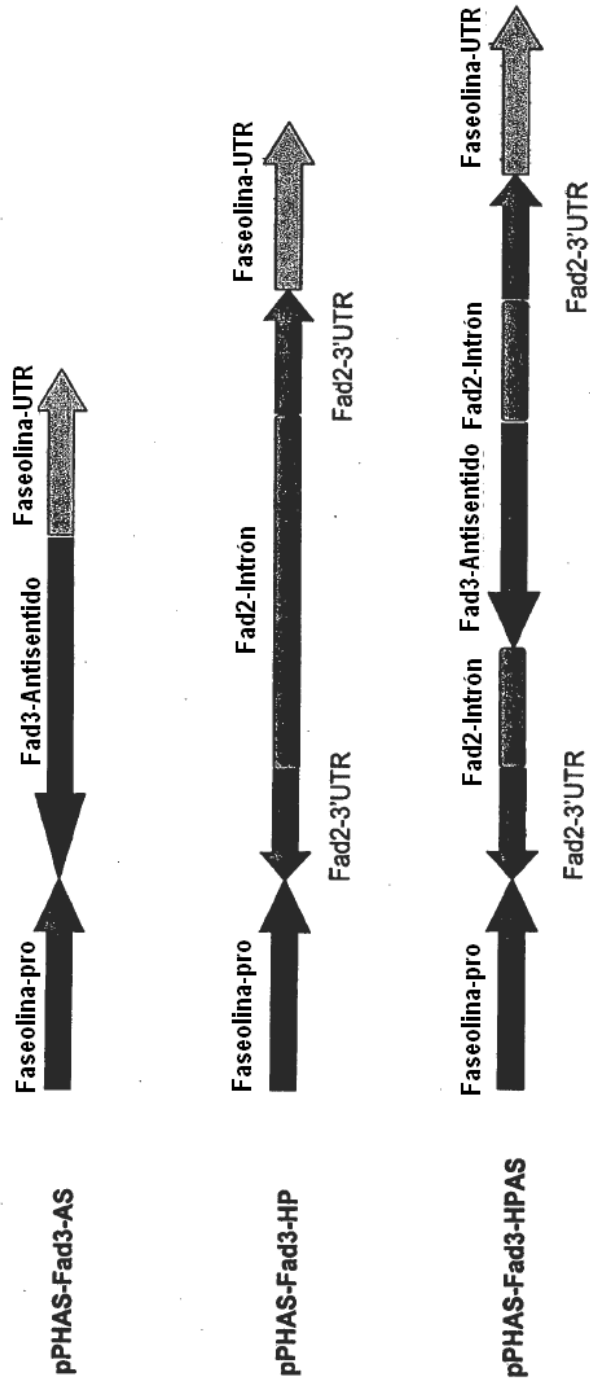 pPHAS-Fad3-AS
Faseolina-pro
Fad3-Antisentido
Faseolina-UTR
pPHAS-Fad3-HP
Faseolina-pro
Fad2-3'UTR
Fad2-Intrón
Fad2-3'UTR
Faseolina-UTR
pPHAS-Fad3-HPAS
Faseolina-pro
Fad2-3'UTR
Fad2-Intrón
Fad3-Antisentido
Fad2-Intrón
Fad2-3'UTR
Faseolina-UTR